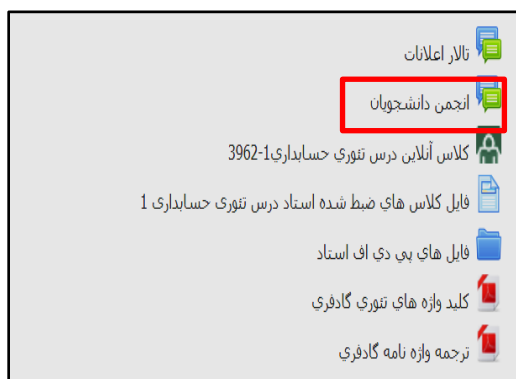 تالار اعلانات
انجمن دانشجويان
كلاس آنلاين درس تئوري حسابداري1-3962
فايل كلاس هاي ضبط شده استاد درس تئوري حسابداري 1
فايل هاي پي دي اف استاد
كليد واژه هاي تئوري گادفري
ترجمه واژه نامه گادفري